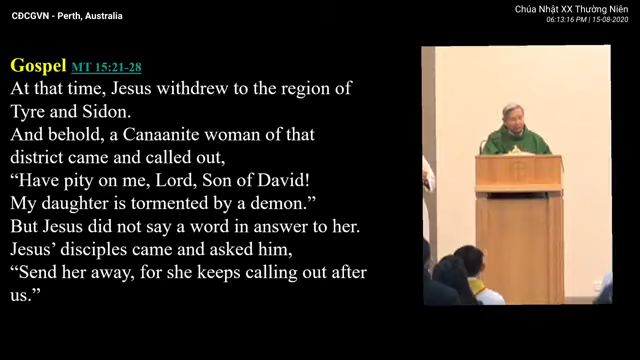 CĐCGVN - Perth, Australia
Chúa Nhật XX Thường Niên
06:13:16 PM | 15-08-2020
Gospel MT 15:21-28
At that time, Jesus withdrew to the region of
Tyre and Sidon.
And behold, a Canaanite woman of that
district came and called out,
“Have pity on me, Lord, Son of David!
My daughter is tormented by a demon.”
But Jesus did not say a word in answer to her.
Jesus’ disciples came and asked him,
“Send her away, for she keeps calling out after
us.”